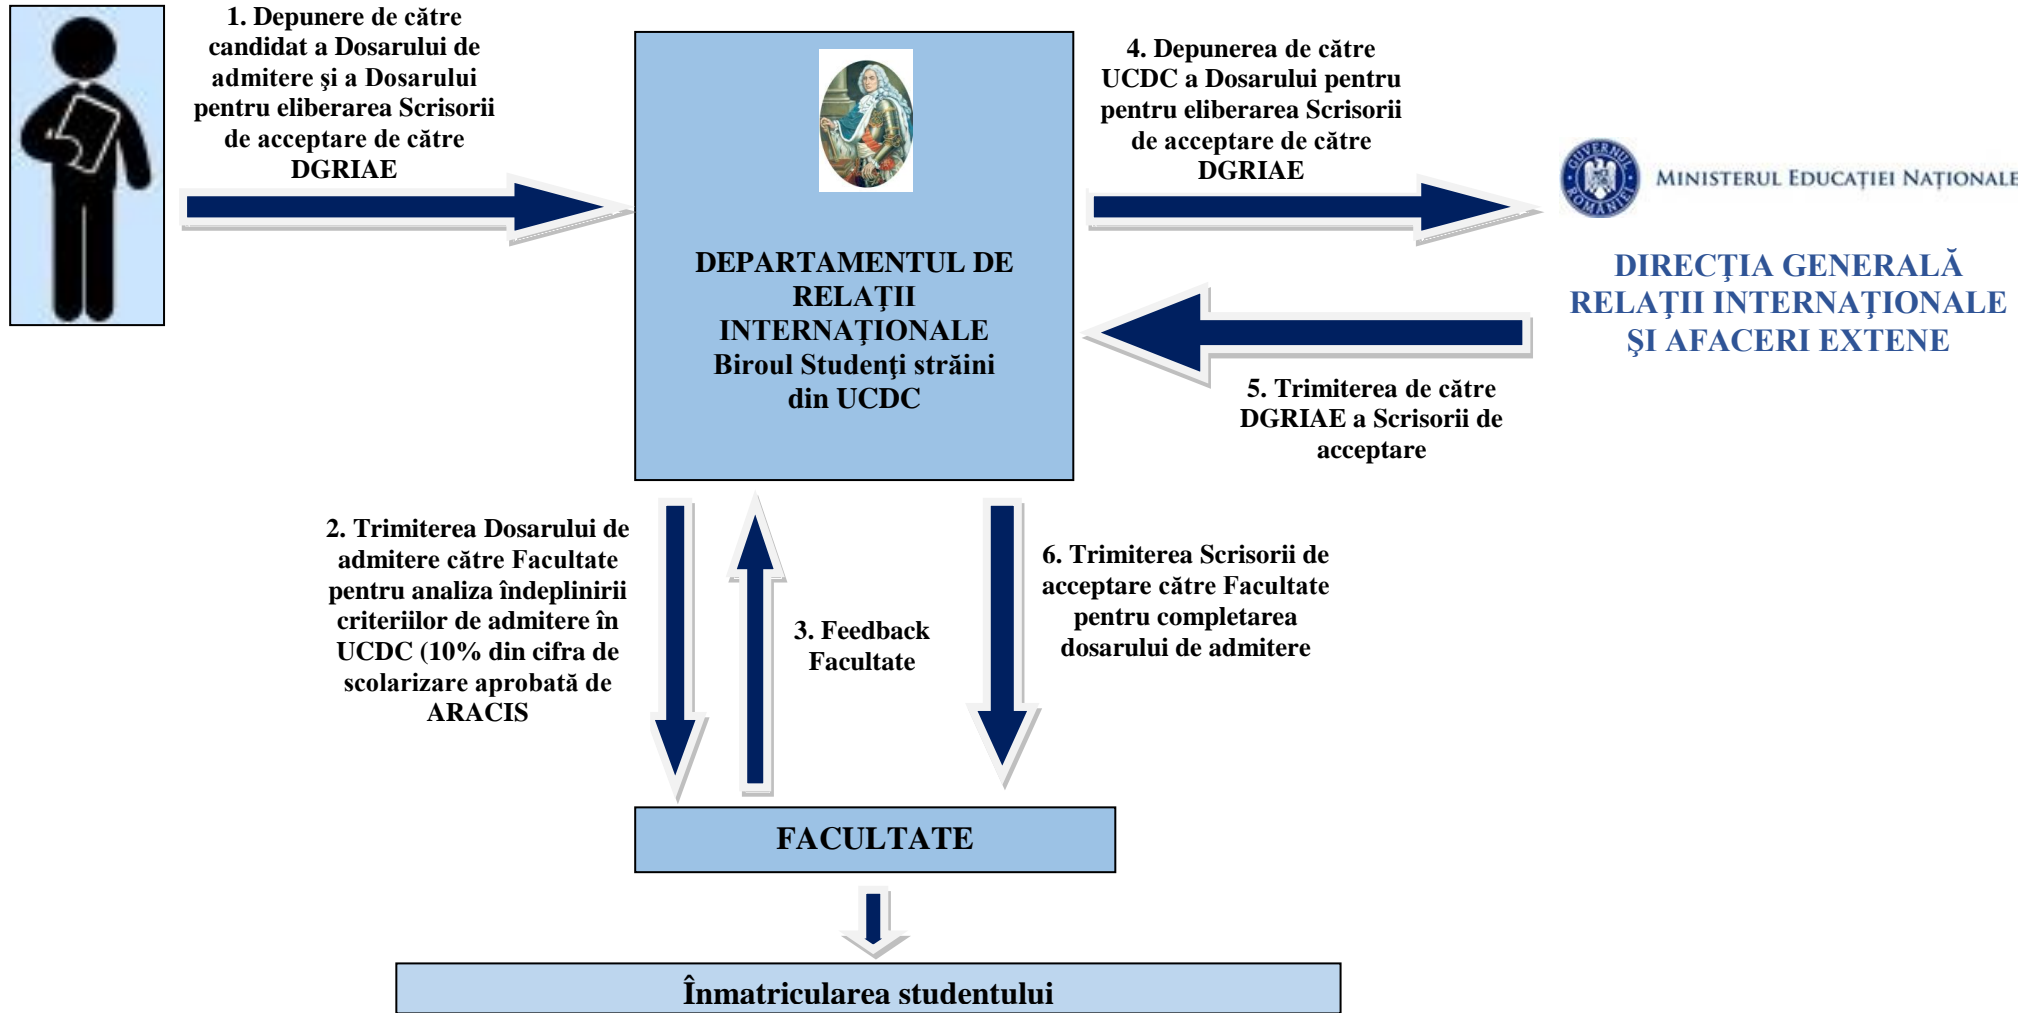 1. Depunere de către
candidat a Dosarului de
admitere şi a Dosarului
pentru eliberarea Scrisorii
de acceptare de către
DGRIAE
DEPARTAMENTUL DE
RELAŢII
INTERNAŢIONALE
Biroul Studenţi străini
din UCDC
4. Depunerea de către
UCDC a Dosarului pentru
pentru eliberarea Scrisorii
de acceptare de către
DGRIAE
GUVERNUL ROMÂNIEI
MINISTERUL EDUCAŢIEI NAŢIONALE
DIRECŢIA GENERALĂ
RELAŢII INTERNAŢIONALE
ŞI AFACERI EXTENE
5. Trimiterea de către
DGRIAE a Scrisorii de
acceptare
2. Trimiterea Dosarului de
admitere către Facultate
pentru analiza îndeplinirii
criteriilor de admitere în
UCDC (10% din cifra de
scolarizare aprobată de
ARACIS
3. Feedback
Facultate
6. Trimiterea Scrisorii de
acceptare către Facultate
pentru completarea
dosarului de admitere
FACULTATE
Înmatricularea studentului